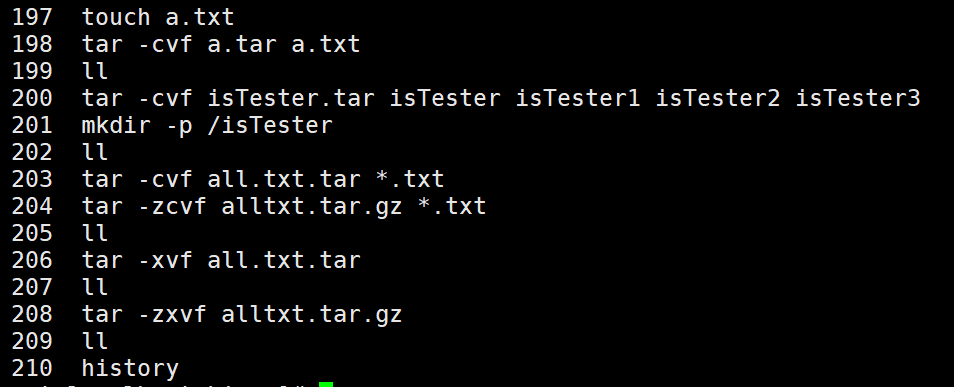 197 touch a.txt
198 tar -cvf a.tar a.txt
199 ll
200 tar -cvf isTester.tar isTester isTester1 isTester2 isTester3
201 mkdir -p /isTester
202 ll
203 tar -cvf all.txt.tar *.txt
204 tar -zcvf alltxt.tar.gz *.txt
205 ll
206 tar -xvf all.txt.tar
207 ll
208 tar -zxvf alltxt.tar.gz
209 ll
210 history